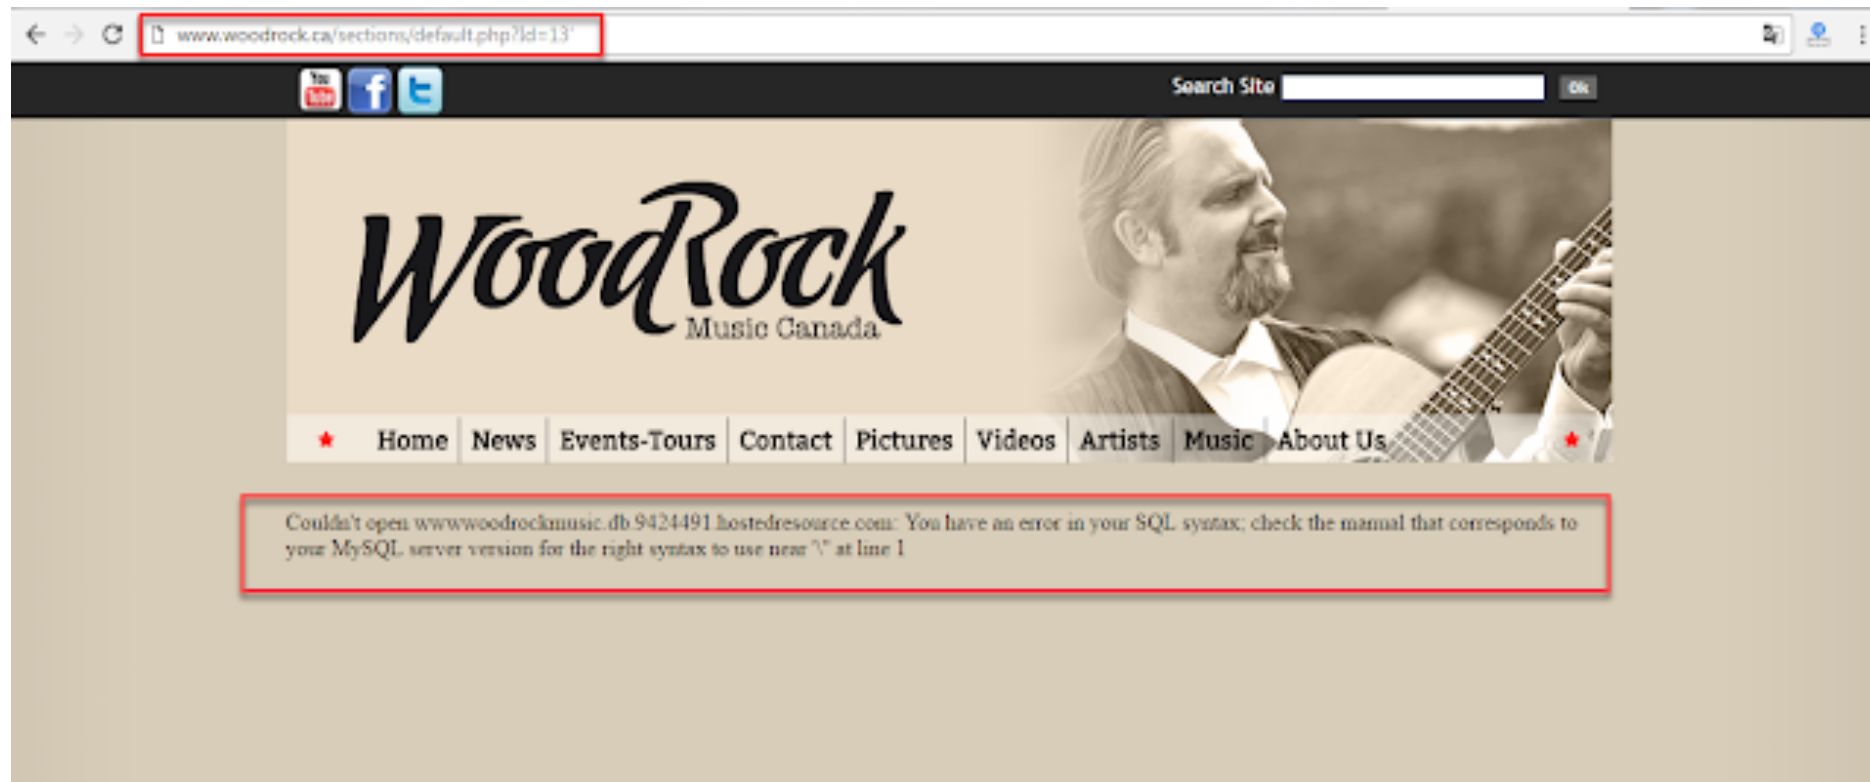 www.woodrock.ca/sections/default.php?Id=13'
You
Tube
f
t
Search Site
Ok
WoodRock
Music Canada
Home News Events-Tours Contact Pictures Videos Artists Music About Us
Couldn't open wwwwoodrockmusic.db.9424491.hostedresource.com: You have an error in your SQL syntax; check the manual that corresponds to
your MySQL server version for the right syntax to use near '\'' at line 1